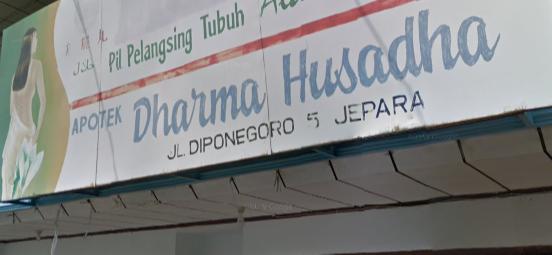 Pil Pelangsing Tubuh
APOTEK Dharma Husadha
JL. DIPONEGORO 5 JEPARA